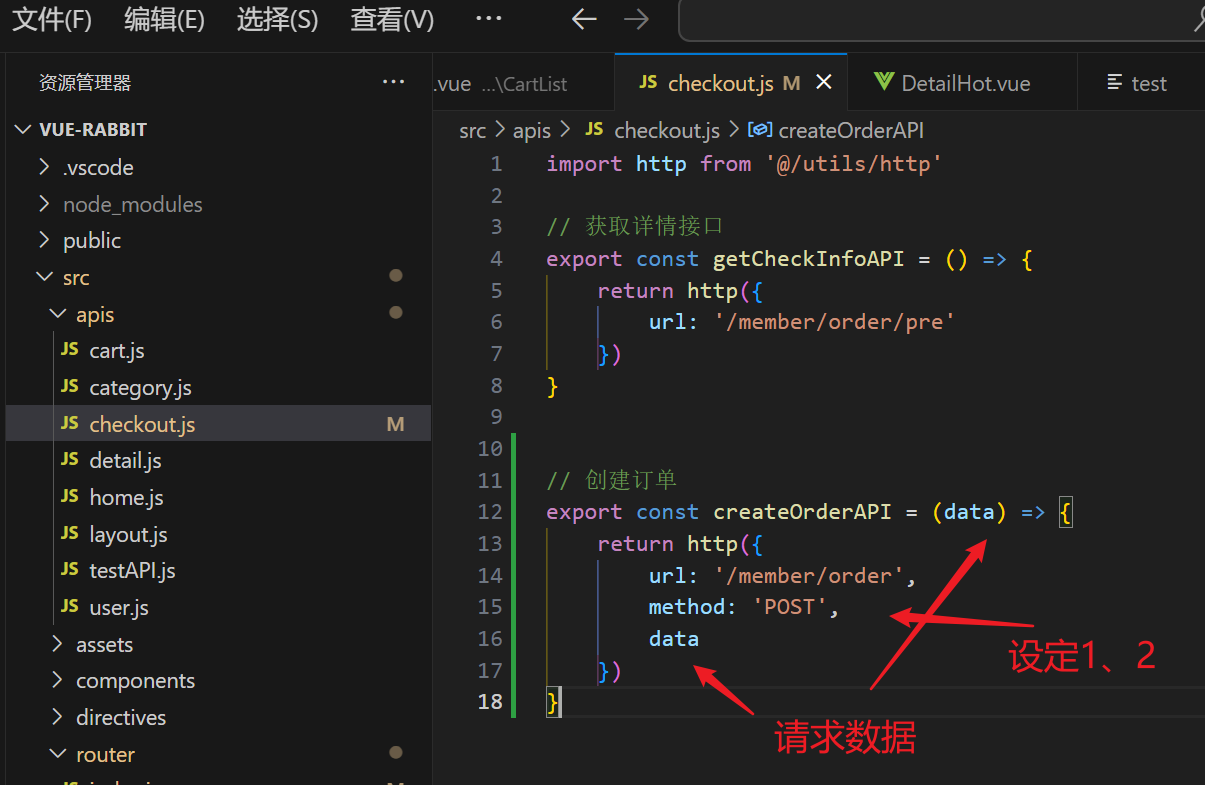 文件(F) 编辑(E) 选择(S) 查看(V) ···
资源管理器 ···
VUE-RABBIT
.vscode
node_modules
public
src
apis
JS cart.js
JS category.js
JS checkout.js M
JS detail.js
JS home.js
JS layout.js
JS testAPI.js
JS user.js
assets
components
directives
router
.vue ...\CartList JS checkout.js M DetailHot.vue test
src > apis > JS checkout.js > createOrderAPI
1 import http from '@/utils/http'
2
3 // 获取详情接口
4 export const getCheckInfoAPI = () => {
5 return http({
6 url: '/member/order/pre'
7 })
8 }
9
10
11 // 创建订单
12 export const createOrderAPI = (data) => {
13 return http({
14 url: '/member/order',
15 method: 'POST',
16 data
17 })
18 }
设定1、2
请求数据